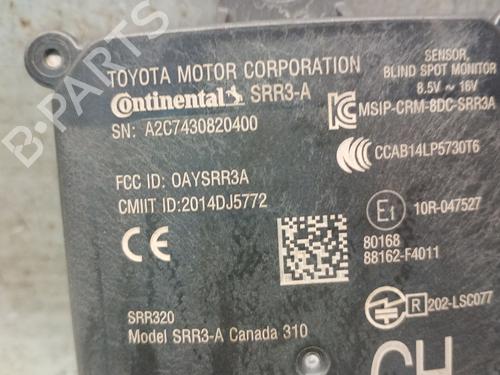 TOYOTA MOTOR CORPORATION
Continental SRR3-A
SN: A2C7430820400
SENSOR,
BLIND SPOT MONITOR
8.5V ~ 16V
MSIP-CRM-8DC-SRR3A
CCAB14LP5730T6
FCC ID: OAYSRR3A
CMIIT ID:2014DJ5772
CE
E1 10R-047527
80168
88162-F4011
R 202-LSC077
SRR320
Model SRR3-A Canada 310
CH
B-PARTS